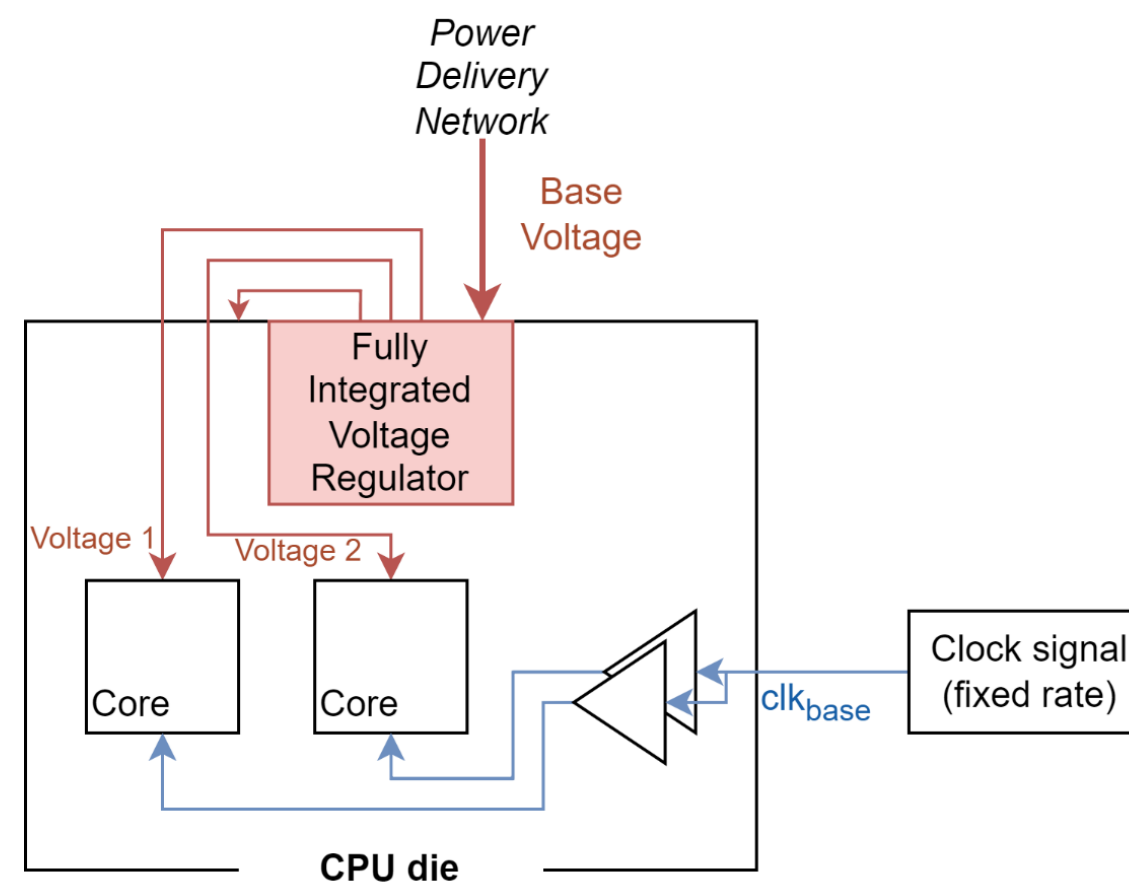 Power
Delivery
Network
Base
Voltage
Fully
Integrated
Voltage
Regulator
Voltage 1
Voltage 2
Core
Core
clkbase
Clock signal
(fixed rate)
CPU die